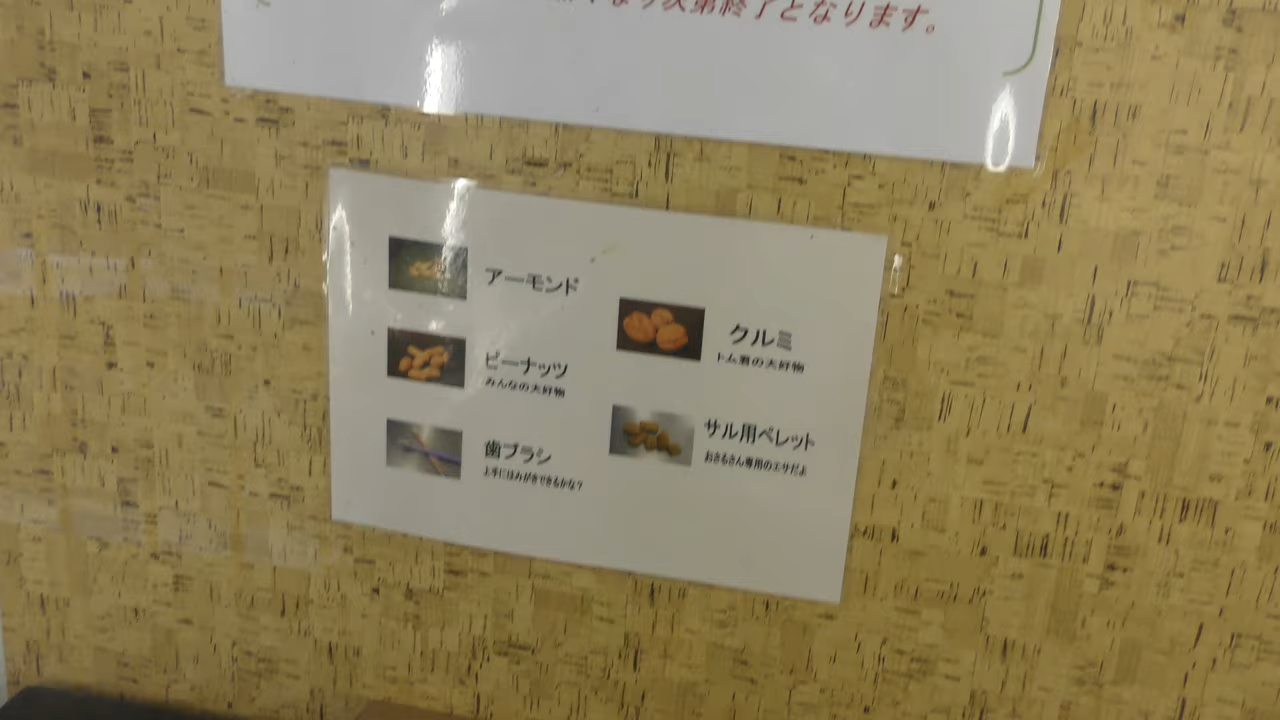 なり次第終了となります。
アーモンド
ピーナッツ
みんなの大好物
歯ブラシ
上手にはみがきできるかな？
クルミ
トム君の大好物
サル用ペレット
おさるさん専用のエサだよ